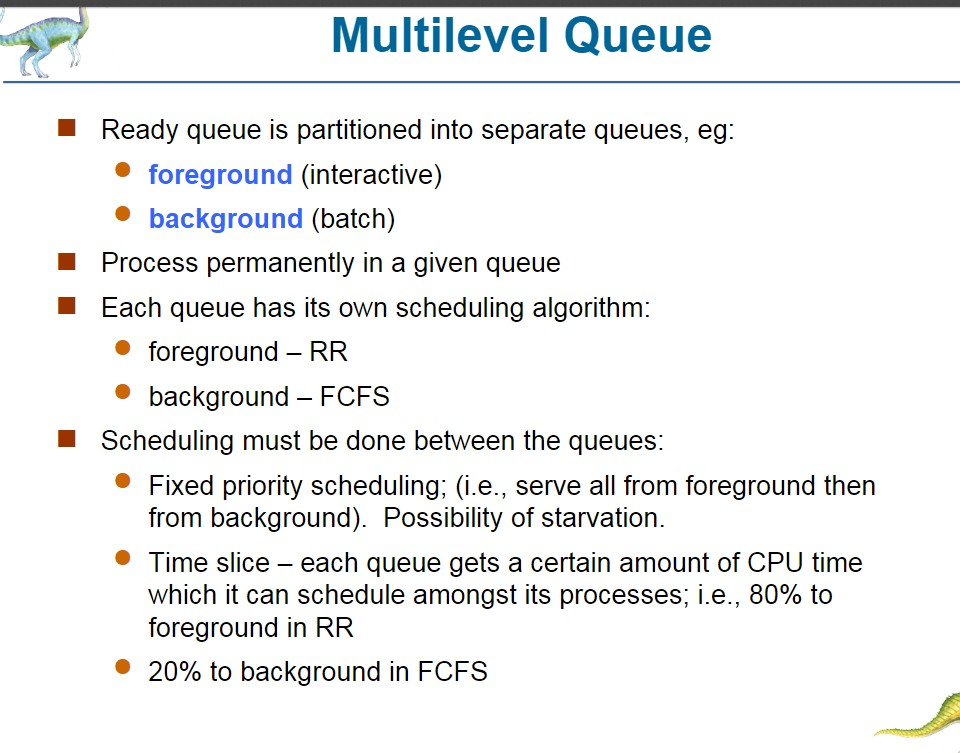 Multilevel Queue
Ready queue is partitioned into separate queues, eg:
foreground (interactive)
background (batch)
Process permanently in a given queue
Each queue has its own scheduling algorithm:
foreground – RR
background – FCFS
Scheduling must be done between the queues:
Fixed priority scheduling; (i.e., serve all from foreground then
from background).  Possibility of starvation.
Time slice – each queue gets a certain amount of CPU time
which it can schedule amongst its processes; i.e., 80% to
foreground in RR
20% to background in FCFS